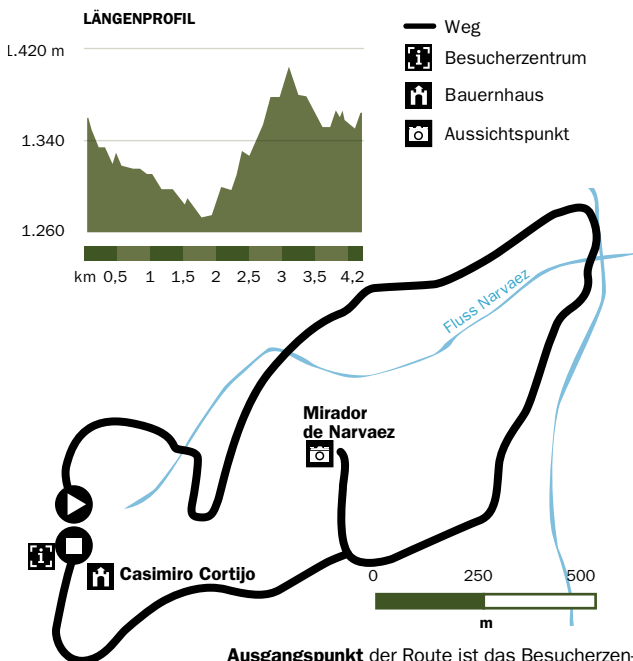 LÄNGENPROFIL
1.420 m
1.340
1.260
km 0,5 1 1,5 2 2,5 3 3,5 4,2
Weg
Besucherzentrum
Bauernhaus
Aussichtspunkt
Fluss Narvaez
Mirador
de Narvaez
Casimiro Cortijo
0 250 500
m
Ausgangspunkt der Route ist das Besucherzen-